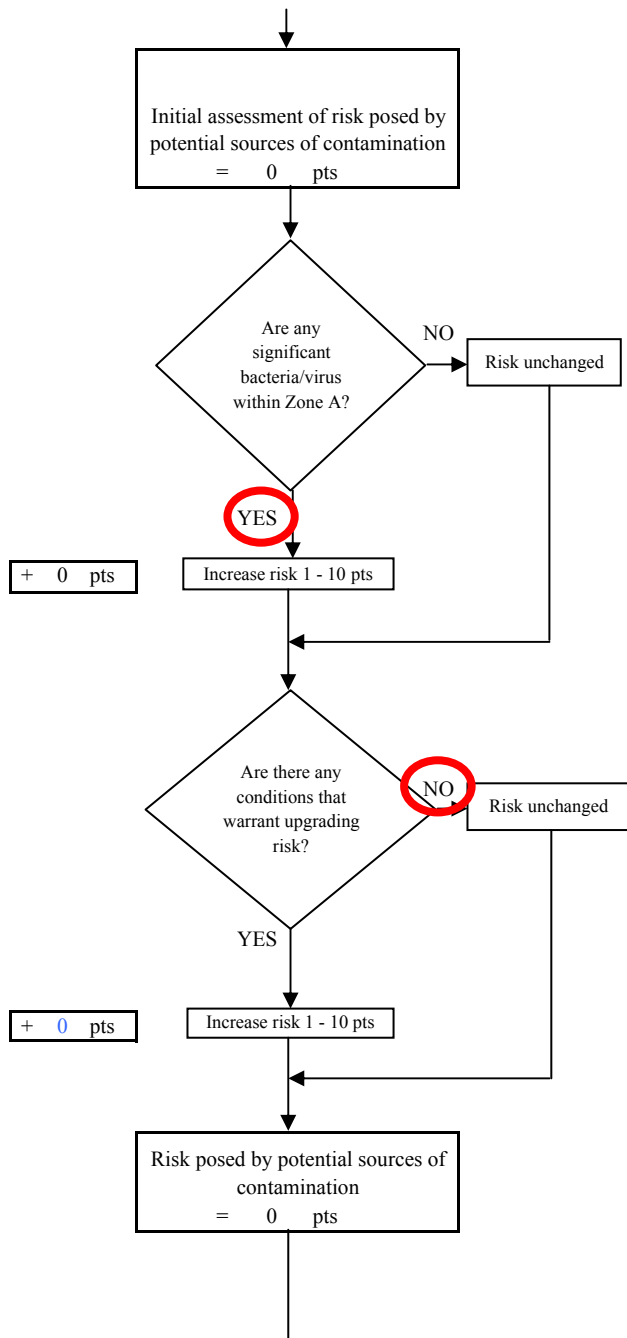 Initial assessment of risk posed by
potential sources of contamination
= 0 pts
Are any
significant
bacteria/virus
within Zone A?
NO
Risk unchanged
YES
+ 0 pts
Increase risk 1 - 10 pts
Are there any
conditions that
warrant upgrading
risk?
NO
Risk unchanged
YES
+ 0 pts
Increase risk 1 - 10 pts
Risk posed by potential sources of
contamination
= 0 pts